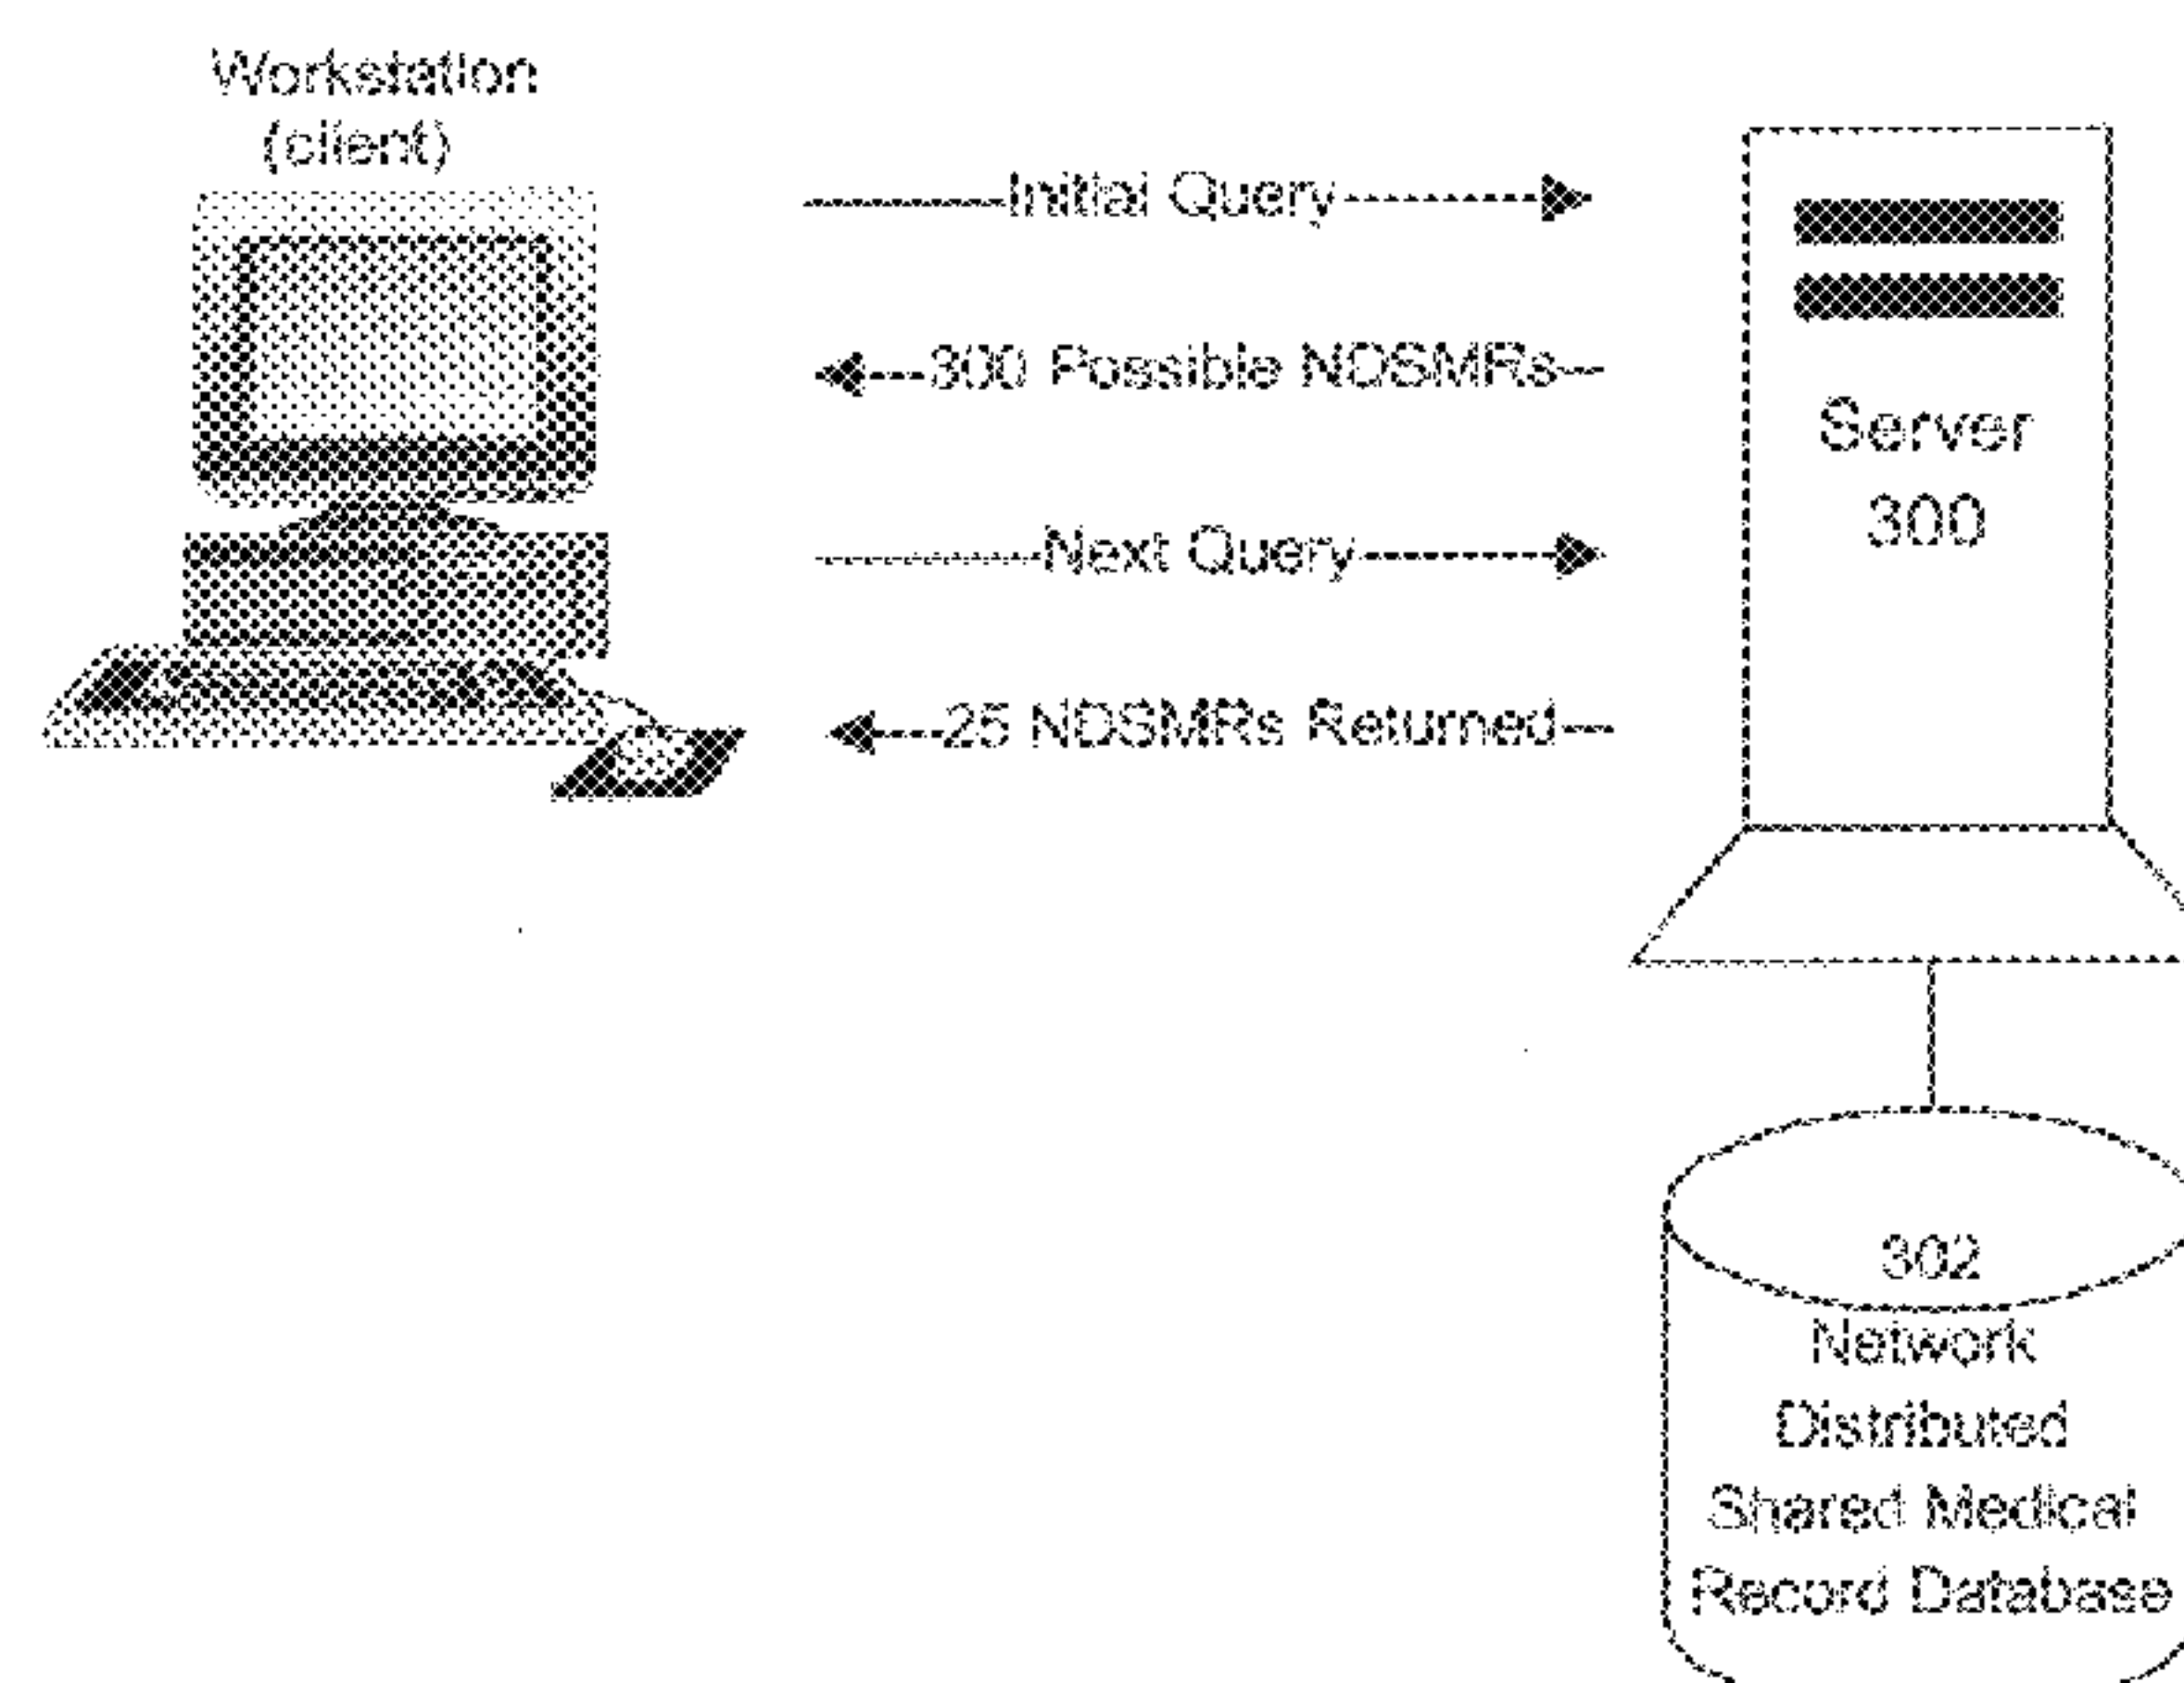 Workstation
(client)
Initial Query
300 Possible NDSMRs
Next Query
25 NDSMRs Returned
Server
300
302
Network
Distributed
Shared Medical
Record Database